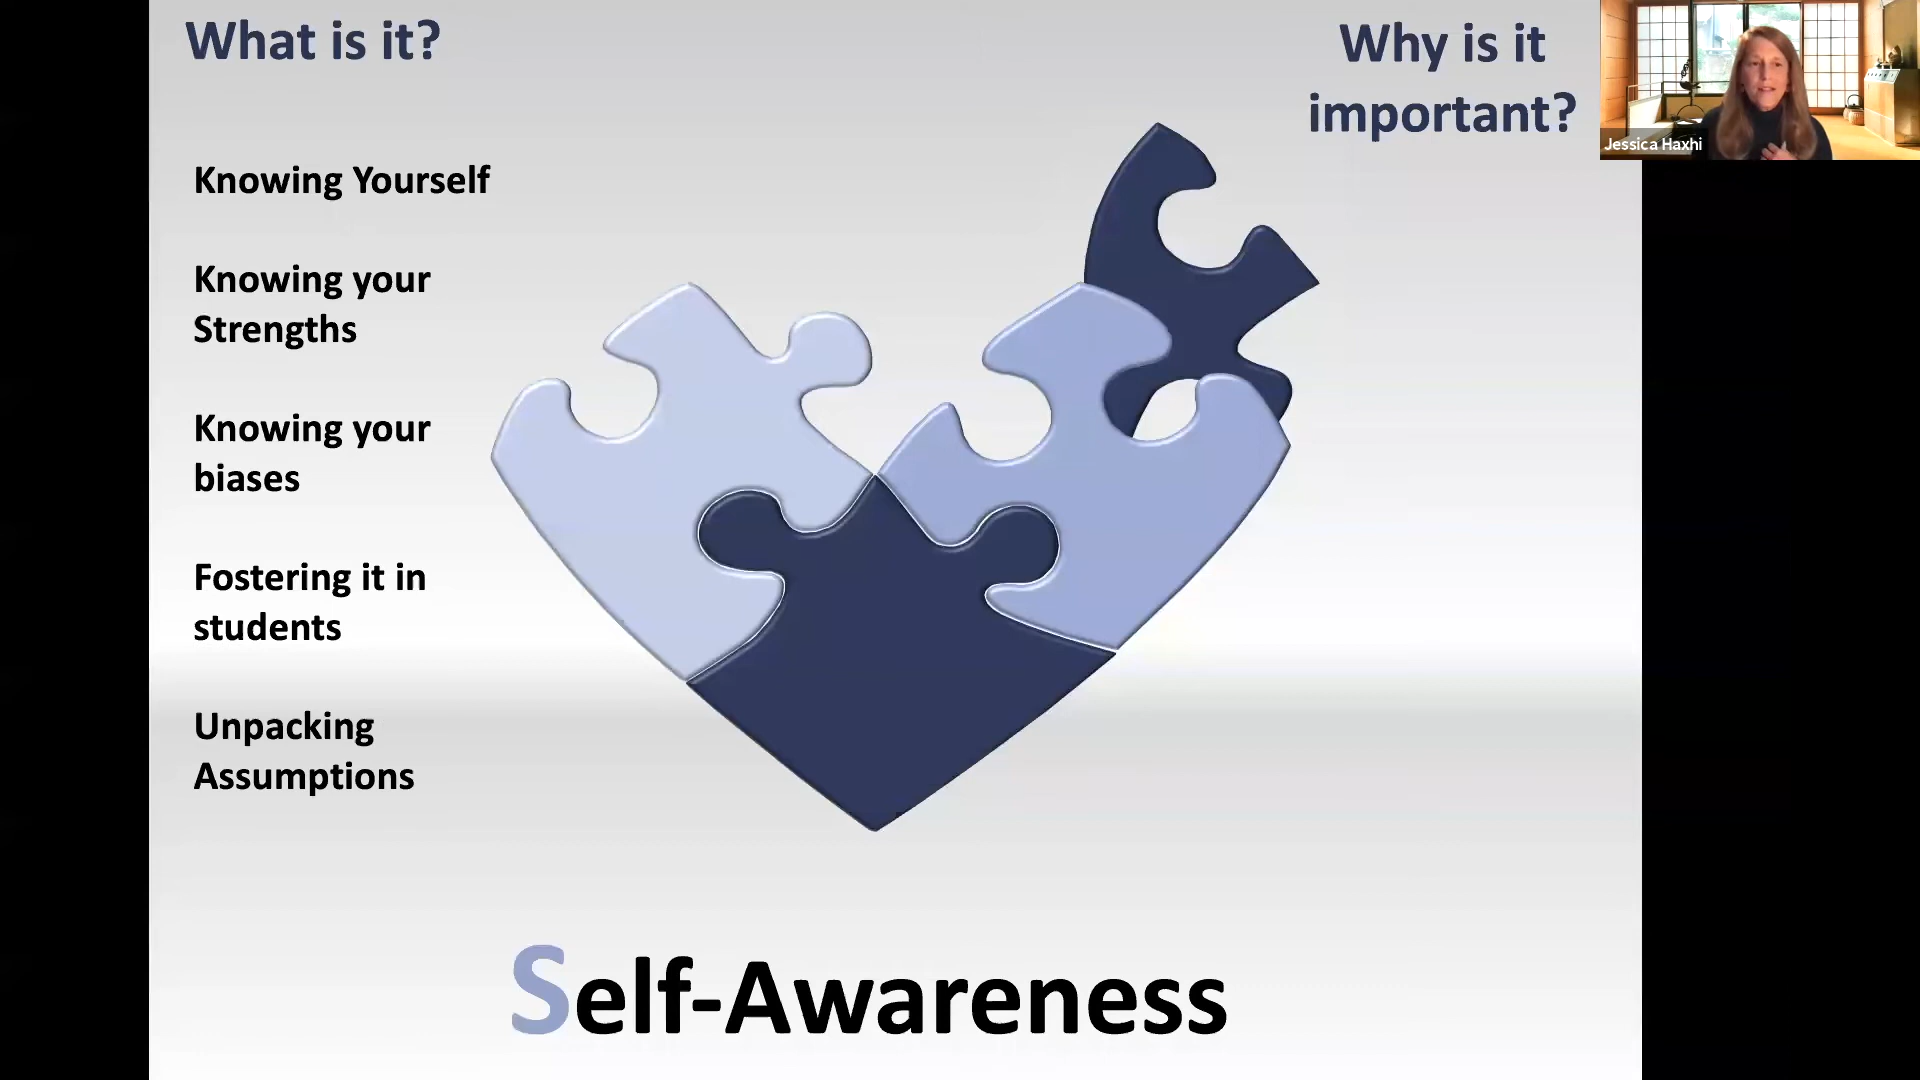 What is it?
Knowing Yourself
Knowing your
Strengths
Knowing your
biases
Fostering it in
students
Unpacking
Assumptions
Why is it
important?
Jessica Haxhi
Self-Awareness